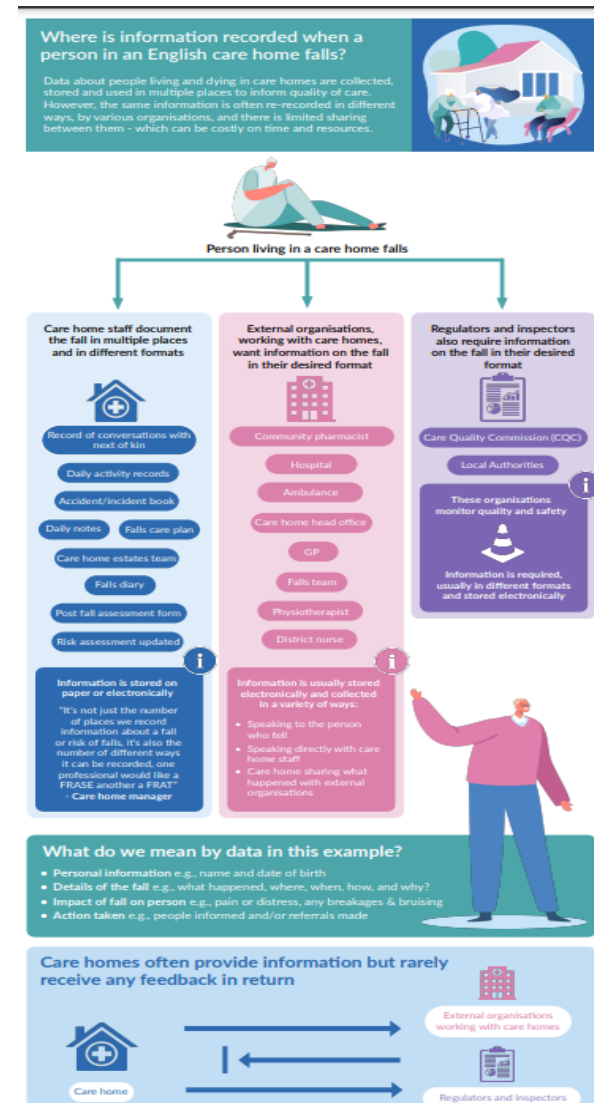 Where is information recorded when a
person in an English care home falls?
Data about people living and dying in care homes are collected,
stored and used in multiple places to inform quality of care.
However, the same information is often re-recorded in different
ways, by various organisations, and there is limited sharing
between them - which can be costly on time and resources.
Person living in a care home falls
Care home staff document
the fall in multiple places
and in different formats
Record of conversations with
next of kin
Daily activity records
Accident/incident book
Daily notes
Falls care plan
Care home estates team
Falls diary
Post fall assessment form
Risk assessment updated
i
Information is stored on
paper or electronically
"It's not just the number
of places we record
information about a fall
or risk of falls, it's also the
number of different ways
it can be recorded, one
professional would like a
FRASE another a FRAT"
- Care home manager
External organisations,
working with care homes,
want information on the fall
in their desired format
Community pharmacist
Hospital
Ambulance
Care home head office
GP
Falls team
Physiotherapist
District nurse
i
Information is usually stored
electronically and collected
in a variety of ways:
• Speaking to the person
who fell
• Speaking directly with care
home staff
• Care home sharing what
happened with external
organisations
Regulators and inspectors
also require information
on the fall in their desired
format
Care Quality Commission (CQC)
Local Authorities
i
These organisations
monitor quality and safety
Information is required,
usually in different formats
and stored electronically
What do we mean by data in this example?
• Personal information e.g., name and date of birth
• Details of the fall e.g., what happened, where, when, how, and why?
• Impact of fall on person e.g., pain or distress, any breakages & bruising
• Action taken e.g., people informed and/or referrals made
Care homes often provide information but rarely
receive any feedback in return
Care home
External organisations
working with care homes
Regulators and inspectors